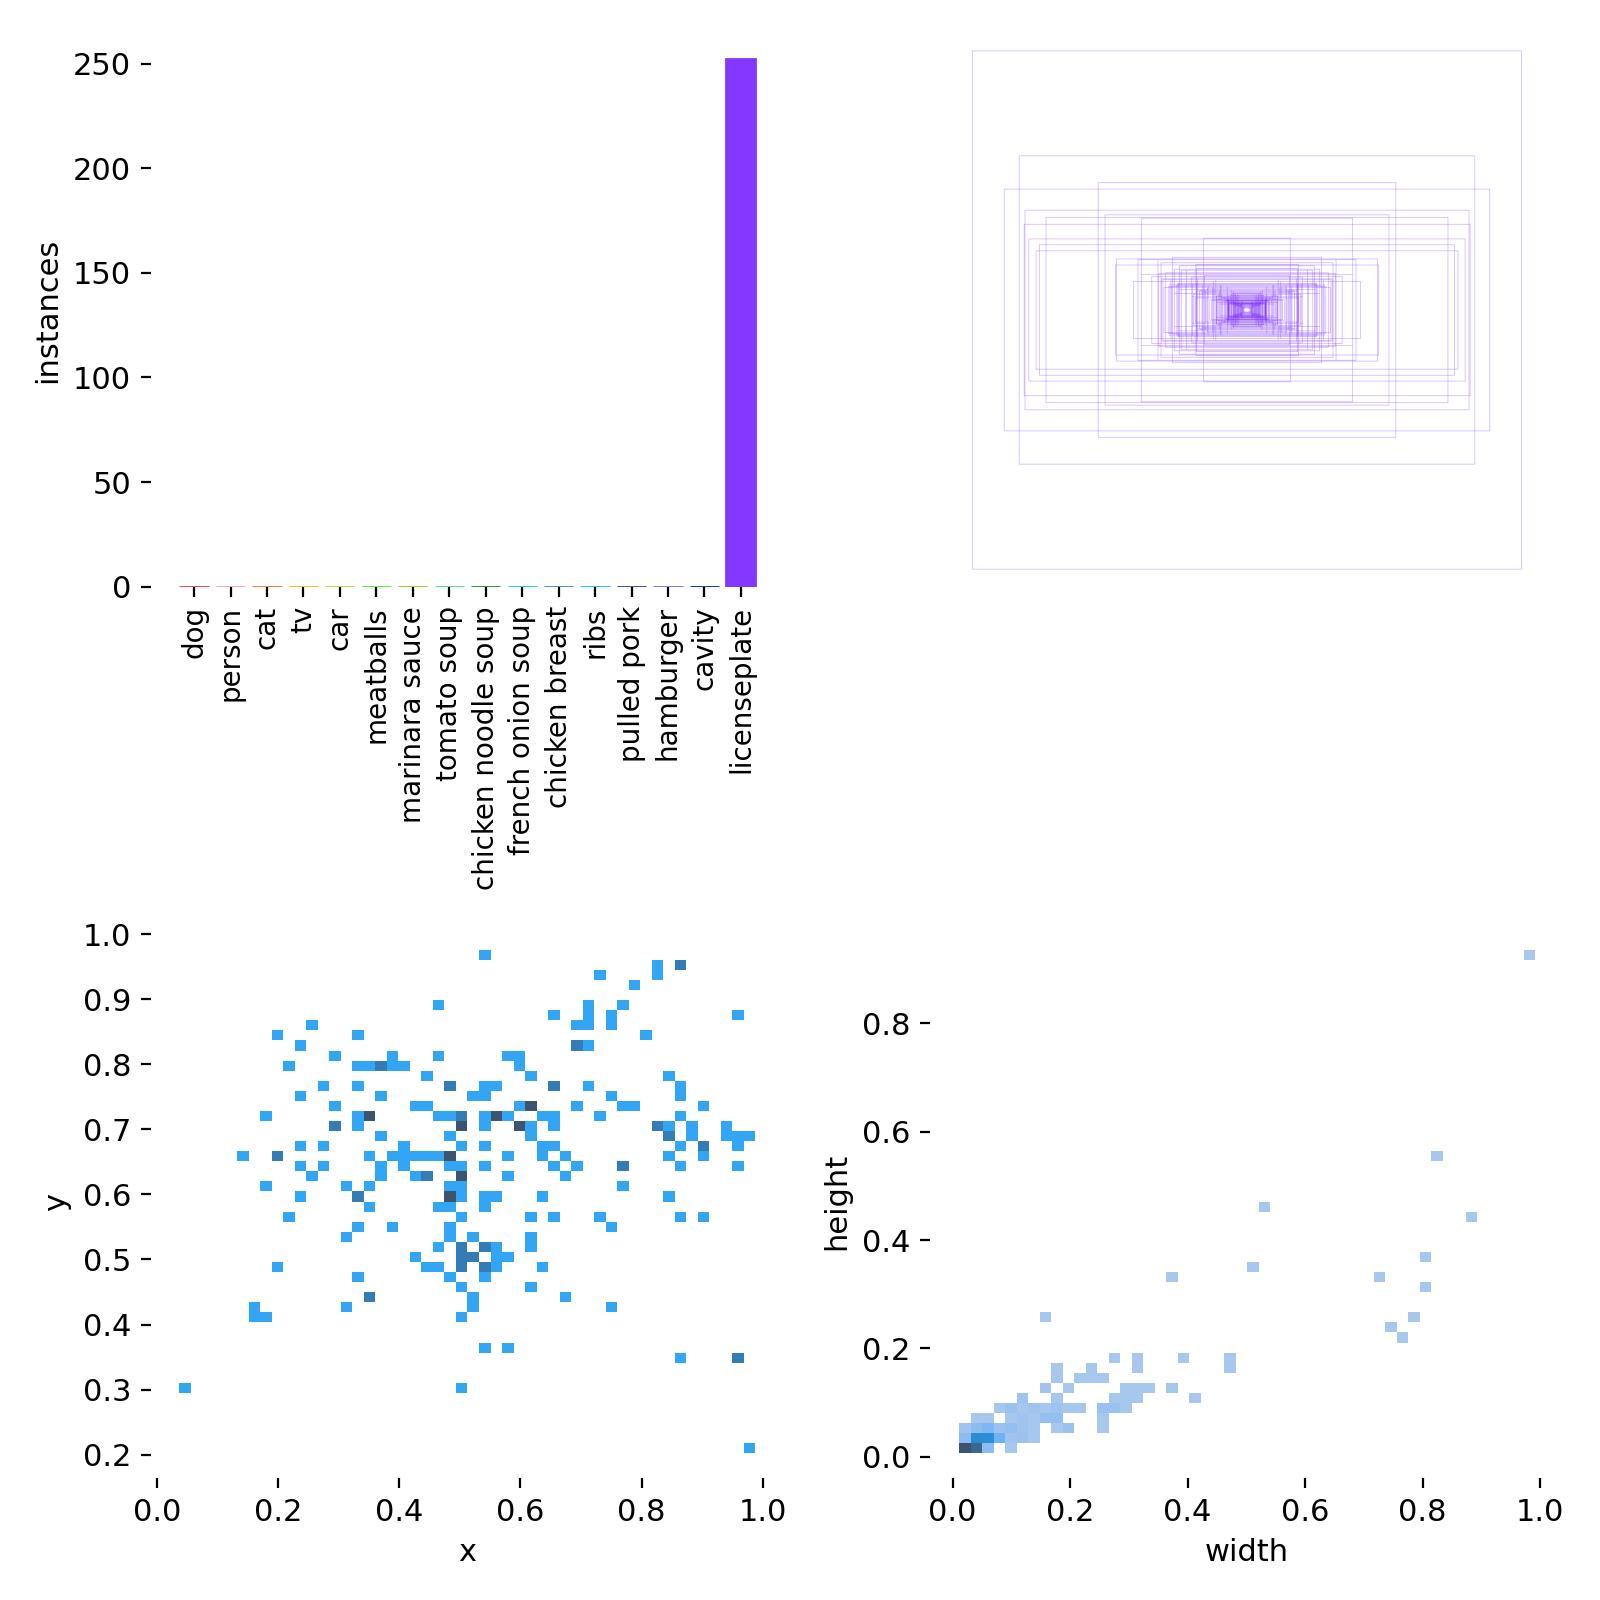 250
200
150
100
50
0
instances
dog
person
cat
tv
car
meatballs
marinara sauce
tomato soup
chicken noodle soup
french onion soup
chicken breast
ribs
pulled pork
hamburger
cavity
licenseplate
1.0
0.9
0.8
0.7
0.6
0.5
0.4
0.3
0.2
y
0.0 0.2 0.4 0.6 0.8 1.0
x
0.8
0.6
0.4
0.2
0.0
height
0.0 0.2 0.4 0.6 0.8 1.0
width